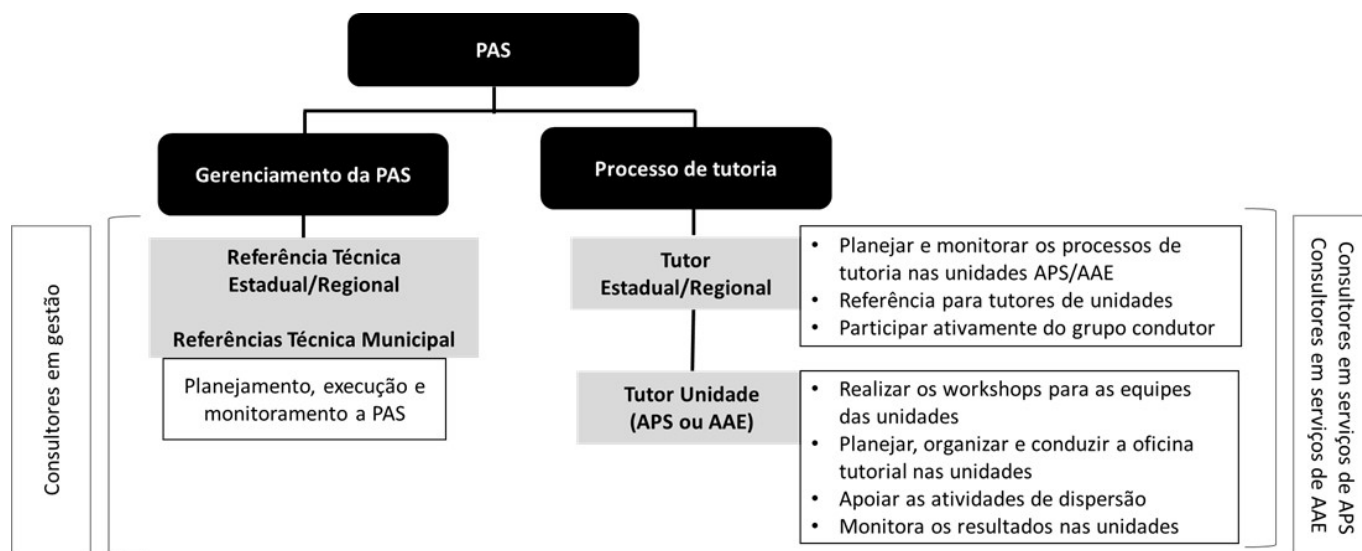 PAS
Gerenciamento da PAS
Processo de tutoria
Consultores em gestão
Referência Técnica
Estadual/Regional
Referências Técnica Municipal
Planejamento, execução e
monitoramento a PAS
Tutor
Estadual/Regional
• Planejar e monitorar os processos de
tutoria nas unidades APS/AAE
• Referência para tutores de unidades
• Participar ativamente do grupo condutor
Tutor Unidade
(APS ou AAE)
• Realizar os workshops para as equipes
das unidades
• Planejar, organizar e conduzir a oficina
tutorial nas unidades
• Apoiar as atividades de dispersão
• Monitora os resultados nas unidades
Consultores em serviços de APS
Consultores em serviços de AAE